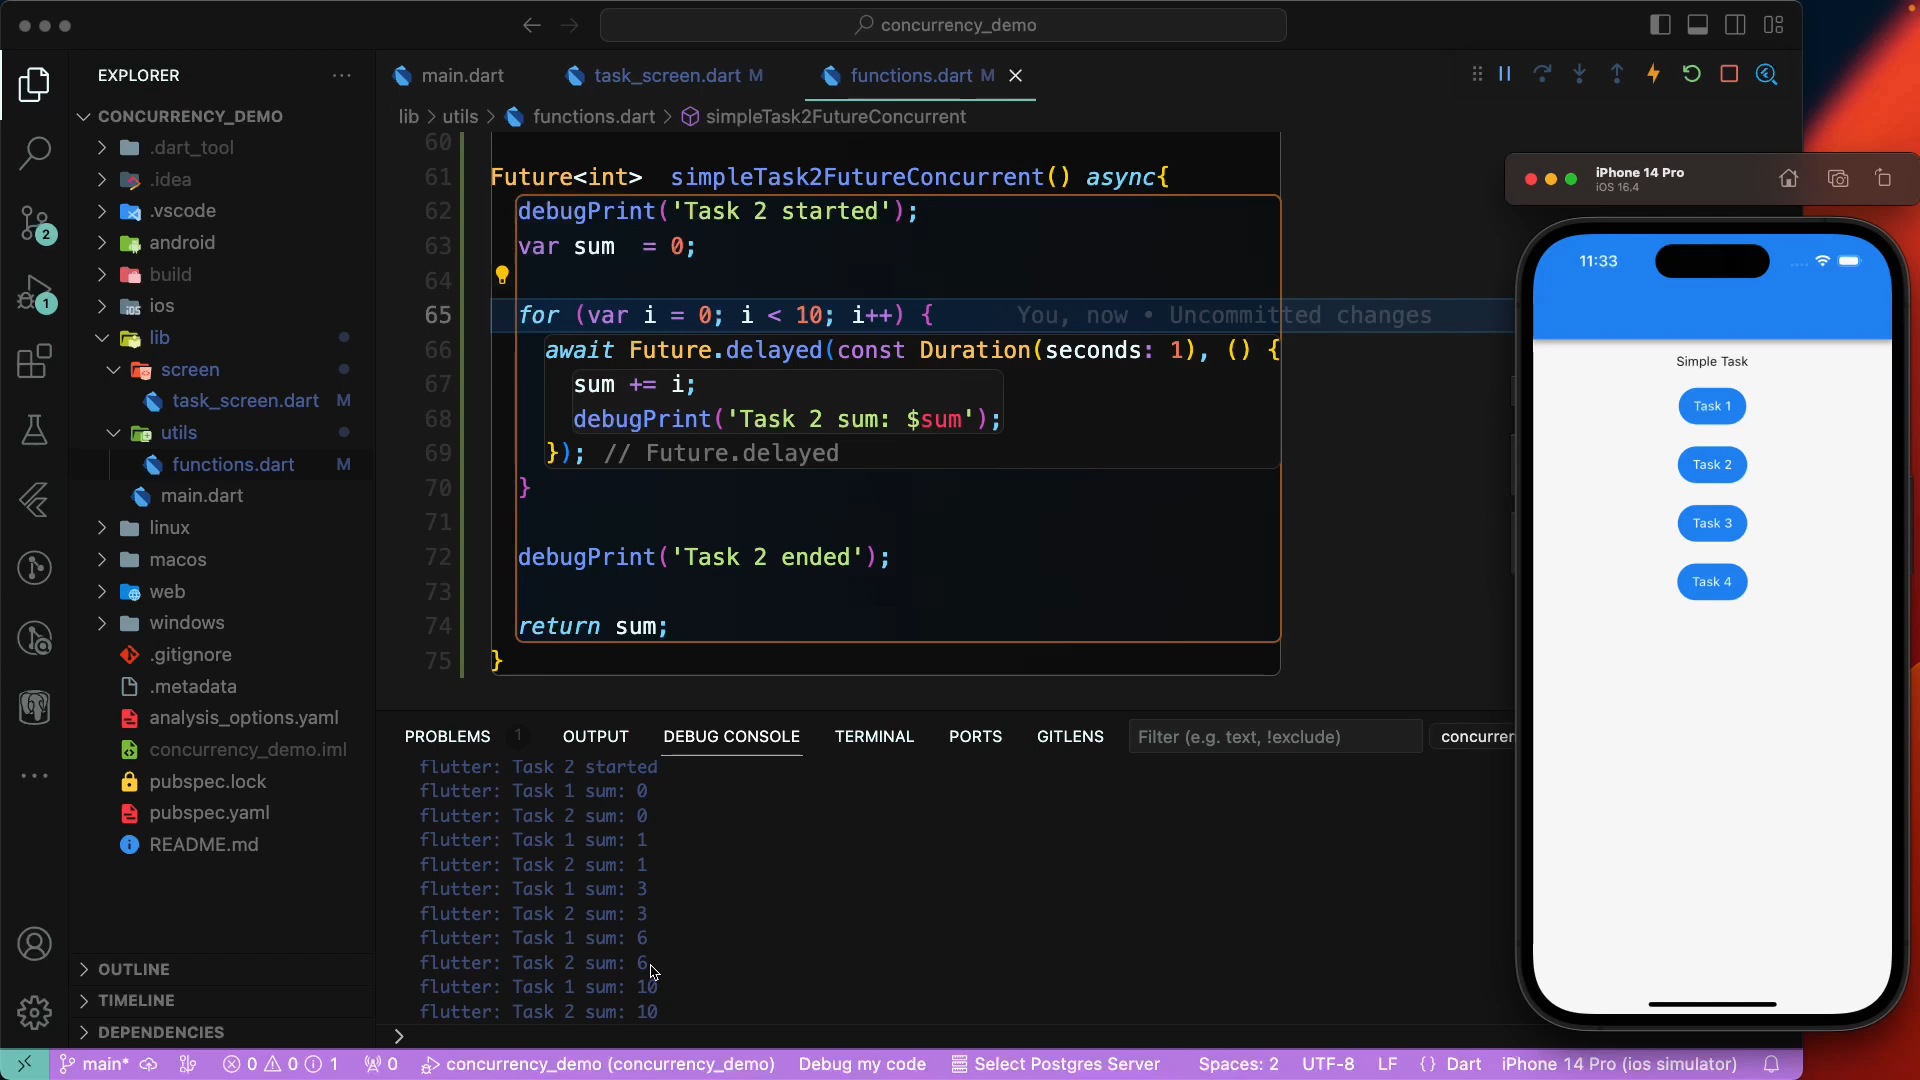 concurrency_demo
EXPLORER
CONCURRENCY_DEMO
.dart_tool
.idea
.vscode
android
build
ios
lib
screen
task_screen.dart M
utils
functions.dart M
main.dart
linux
macos
web
windows
.gitignore
.metadata
analysis_options.yaml
concurrency_demo.iml
pubspec.lock
pubspec.yaml
README.md
OUTLINE
TIMELINE
DEPENDENCIES
2
1
main.dart task_screen.dart M functions.dart M
lib > utils > functions.dart > simpleTask2FutureConcurrent
60
61 Future<int> simpleTask2FutureConcurrent() async{
62 debugPrint('Task 2 started');
63 var sum = 0;
64
65 for (var i = 0; i < 10; i++) { You, now • Uncommitted changes
66 await Future.delayed(const Duration(seconds: 1), () {
67 sum += i;
68 debugPrint('Task 2 sum: $sum');
69 }); // Future.delayed
70 }
71
72 debugPrint('Task 2 ended');
73
74 return sum;
75 }
PROBLEMS 1 OUTPUT DEBUG CONSOLE TERMINAL PORTS GITLENS Filter (e.g. text, !exclude) concurren
flutter: Task 2 started
flutter: Task 1 sum: 0
flutter: Task 2 sum: 0
flutter: Task 1 sum: 1
flutter: Task 2 sum: 1
flutter: Task 1 sum: 3
flutter: Task 2 sum: 3
flutter: Task 1 sum: 6
flutter: Task 2 sum: 6
flutter: Task 1 sum: 10
flutter: Task 2 sum: 10
iPhone 14 Pro
iOS 16.4
11:33
Simple Task
Task 1
Task 2
Task 3
Task 4
main* 0 0 1 0 concurrency_demo (concurrency_demo) Debug my code Select Postgres Server Spaces: 2 UTF-8 LF {} Dart iPhone 14 Pro (ios simulator)